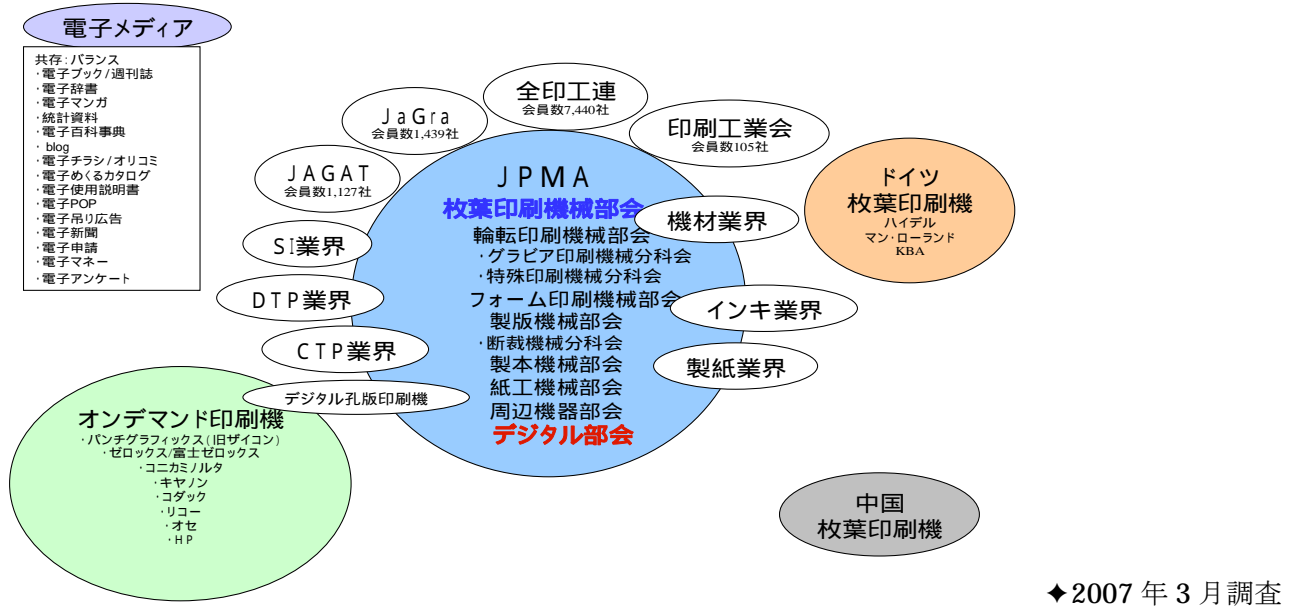 電子メディア
共存:バランス
・電子ブック/週刊誌
・電子辞書
・電子マンガ
・統計資料
・電子百科事典
・blog
・電子チラシ/オリコミ
・電子めくるカタログ
・電子使用説明書
・電子POP
・電子吊り広告
・電子新聞
・電子申請
・電子マネー
・電子アンケート
全印工連
会員数7,440社
JaGra
会員数1,439社
印刷工業会
会員数105社
JAGAT
会員数1,127社
SI業界
DTP業界
CTP業界
デジタル孔版印刷機
JPMA
枚葉印刷機械部会
輪転印刷機械部会
・グラビア印刷機械分科会
・特殊印刷機械分科会
フォーム印刷機械部会
製版機械部会
・断裁機械分科会
製本機械部会
紙工機械部会
周辺機器部会
デジタル部会
機材業界
インキ業界
製紙業界
ドイツ
枚葉印刷機
ハイデル
マン・ローランド
KBA
オンデマンド印刷機
・パンチグラフィックス(旧ザイコン)
・ゼロックス/富士ゼロックス
・コニカミノルタ
・キヤノン
・コダック
・リコー
・オセ
・HP
中国
枚葉印刷機
✦2007年3月調査